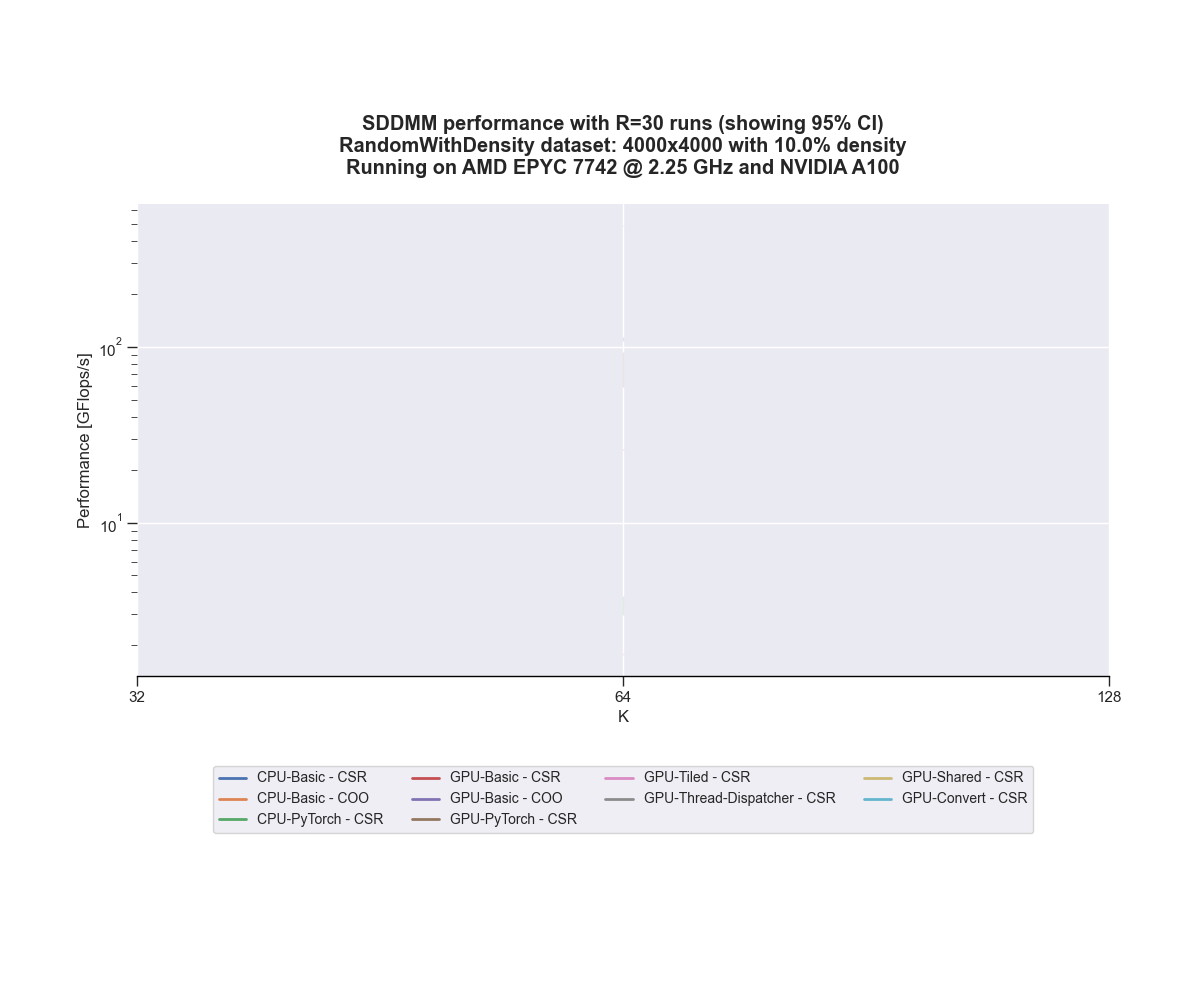 SDDMM performance with R=30 runs (showing 95% CI)
RandomWithDensity dataset: 4000x4000 with 10.0% density
Running on AMD EPYC 7742 @ 2.25 GHz and NVIDIA A100
Performance [GFlops/s]
10^2
10^1
32 64 128
K
CPU-Basic - CSR
CPU-Basic - COO
CPU-PyTorch - CSR
GPU-Basic - CSR
GPU-Basic - COO
GPU-PyTorch - CSR
GPU-Tiled - CSR
GPU-Thread-Dispatcher - CSR
GPU-Shared - CSR
GPU-Convert - CSR